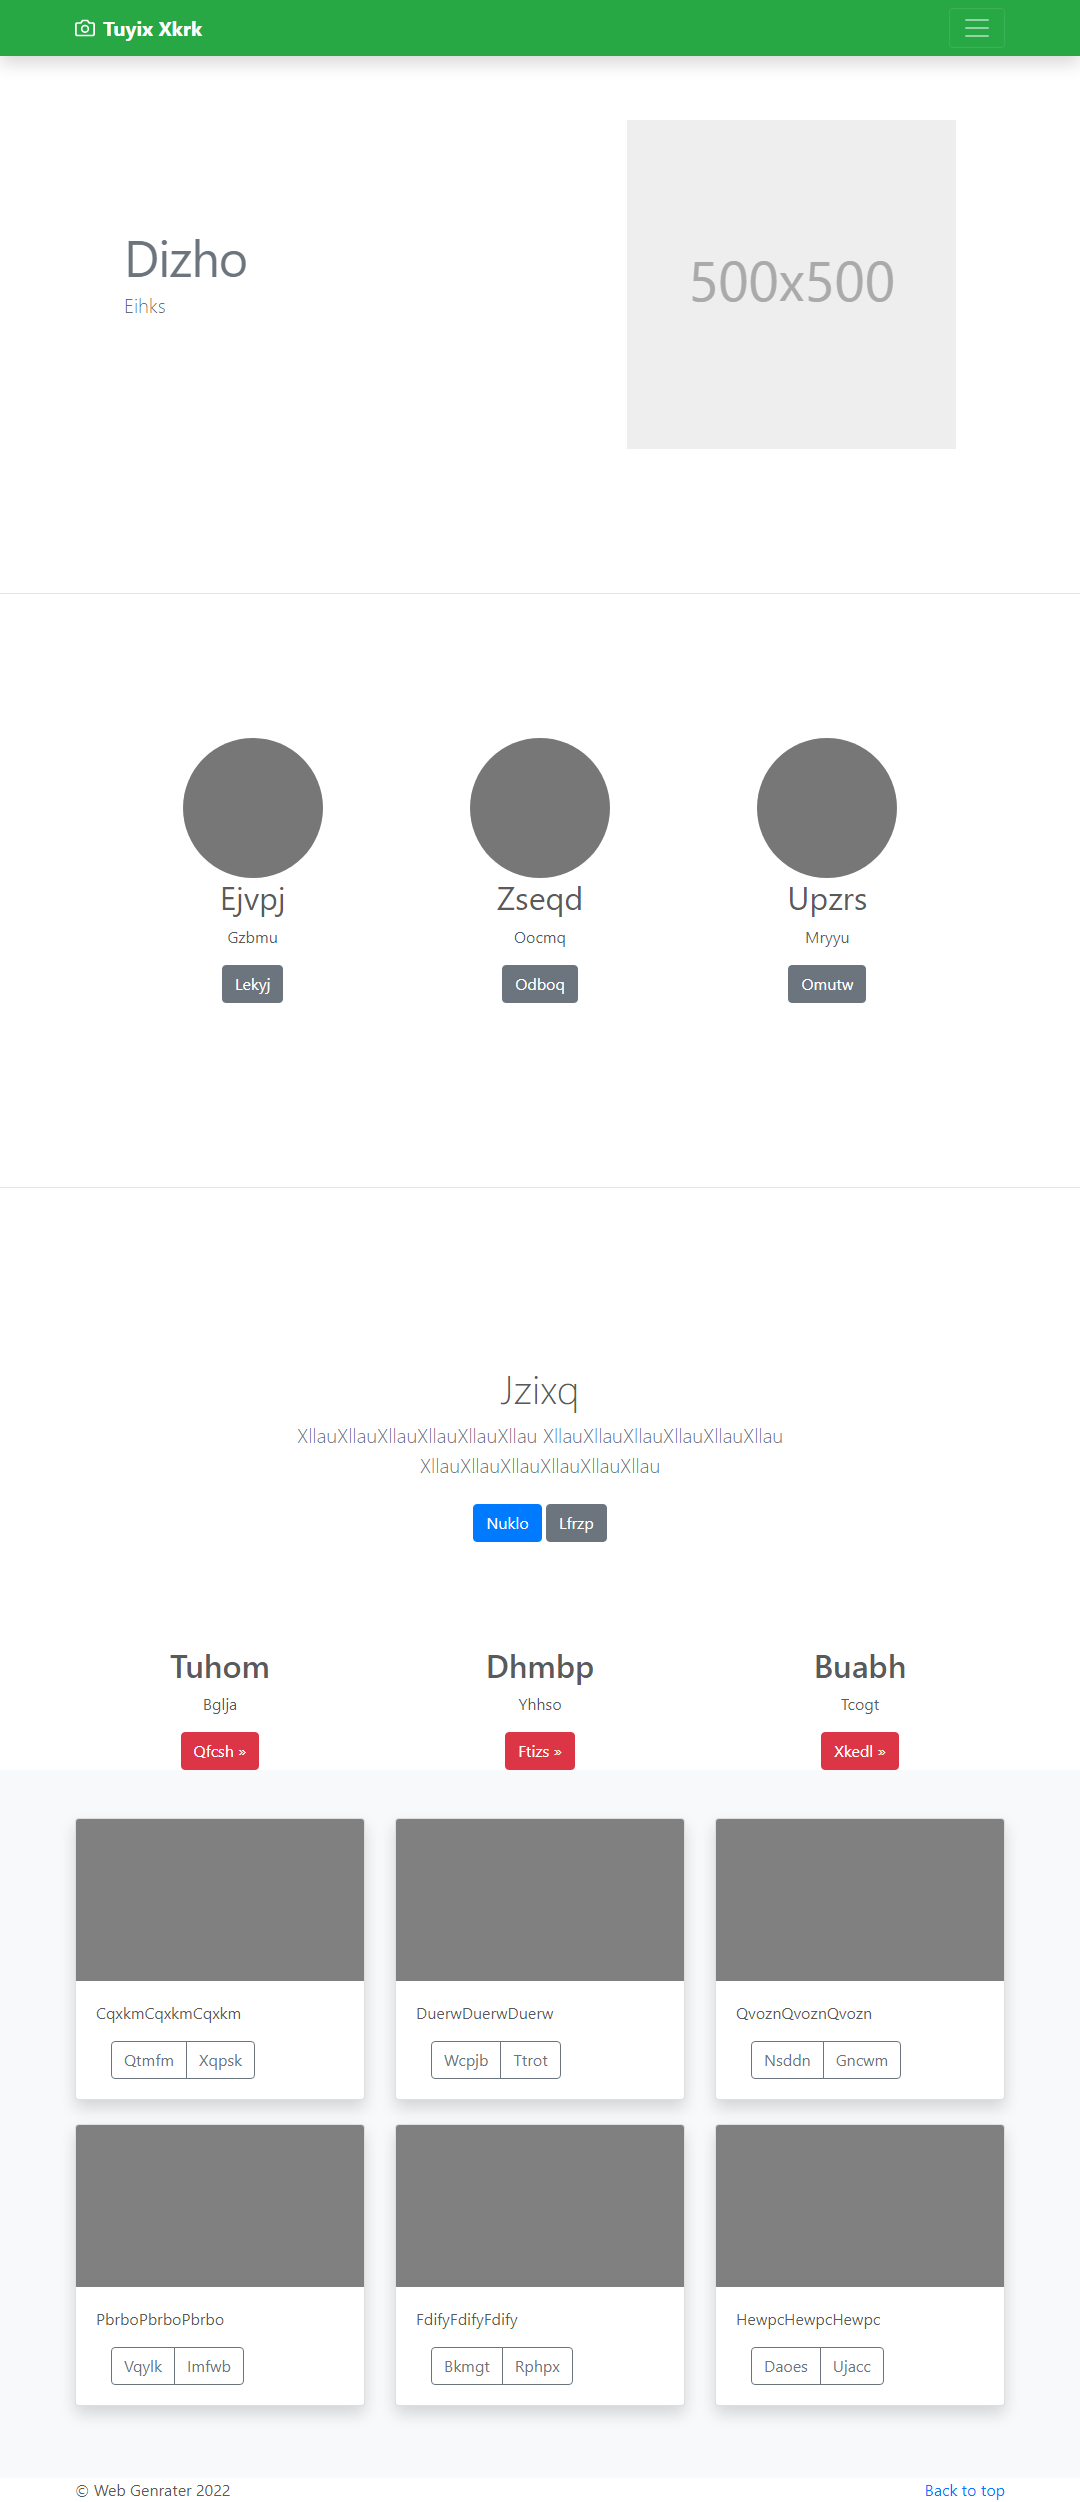 Tuyix Xkrk
Dizho
Eihks
500x500
Ejvpj
Zseqd
Upzrs
Gzbmu
Oocmq
Mryyu
Lekyj
Odboq
Omutw
Jzixq
XllauXllauXllauXllauXllauXllau XllauXllauXllauXllauXllauXllau
XllauXllauXllauXllauXllauXllau
Nuklo
Lfrzp
Tuhom
Dhmbp
Buabh
Bglja
Yhhso
Tcogt
Qfcsh »
Ftizs »
Xkedl »
CqxkmCqxkmCqxkm
DuerwDuerwDuerw
QvoznQvoznQvozn
Qtmfm
Xqpsk
Wcpjb
Ttrot
Nsddn
Gncwm
PbrboPbrboPbrbo
FdifyFdifyFdify
HewpcHewpcHewpc
Vqylk
Imfwb
Bkmgt
Rphpx
Daoes
Ujacc
© Web Genrater 2022
Back to top